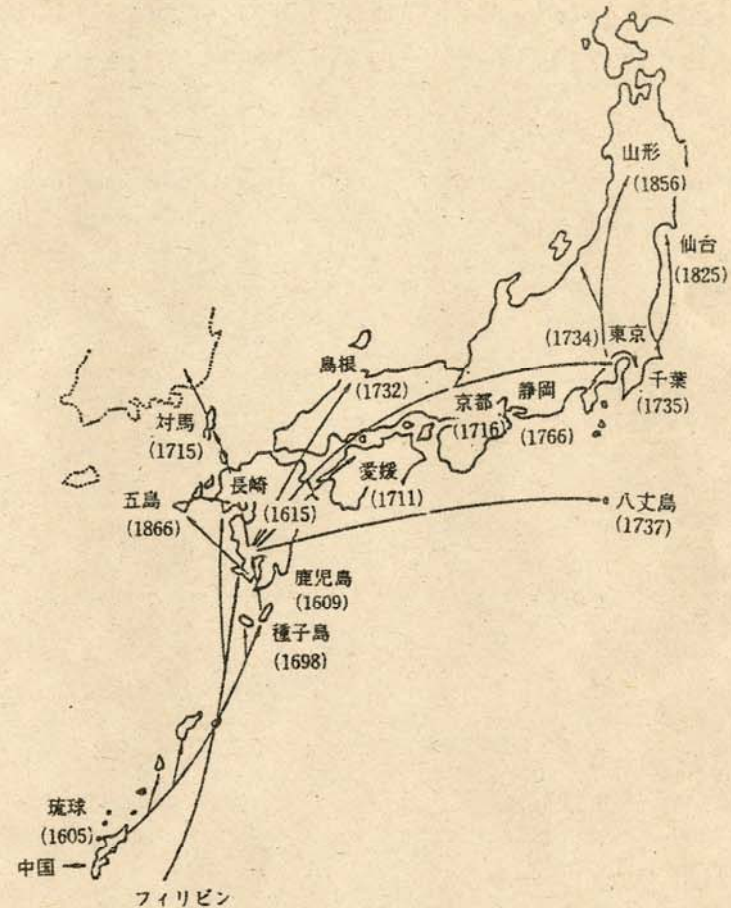 山形
(1856)
仙台
(1825)
(1734)
東京
島根
(1732)
千葉
(1735)
静岡
(1766)
京都
(1716)
対馬
(1715)
愛媛
(1711)
長崎
(1615)
五島
(1866)
八丈島
(1737)
鹿児島
(1609)
種子島
(1698)
琉球
(1605)
中国
フィリピン